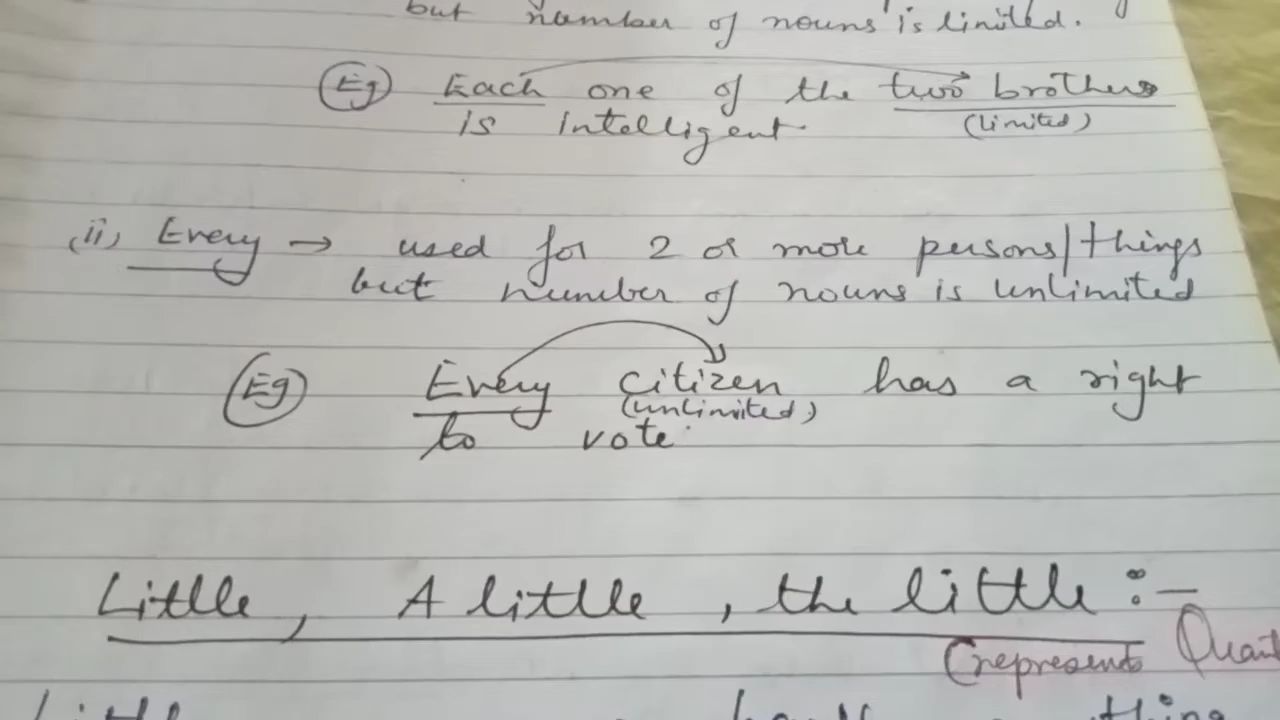 but number of nouns is limited.
Eg) Each one of the two brothers
is intelligent. (limited)
(ii) Every → used for 2 or more persons/things
but number of nouns is unlimited
Eg Every citizen has a right
(unlimited)
to vote.
Little, A little, the little :-
(represents